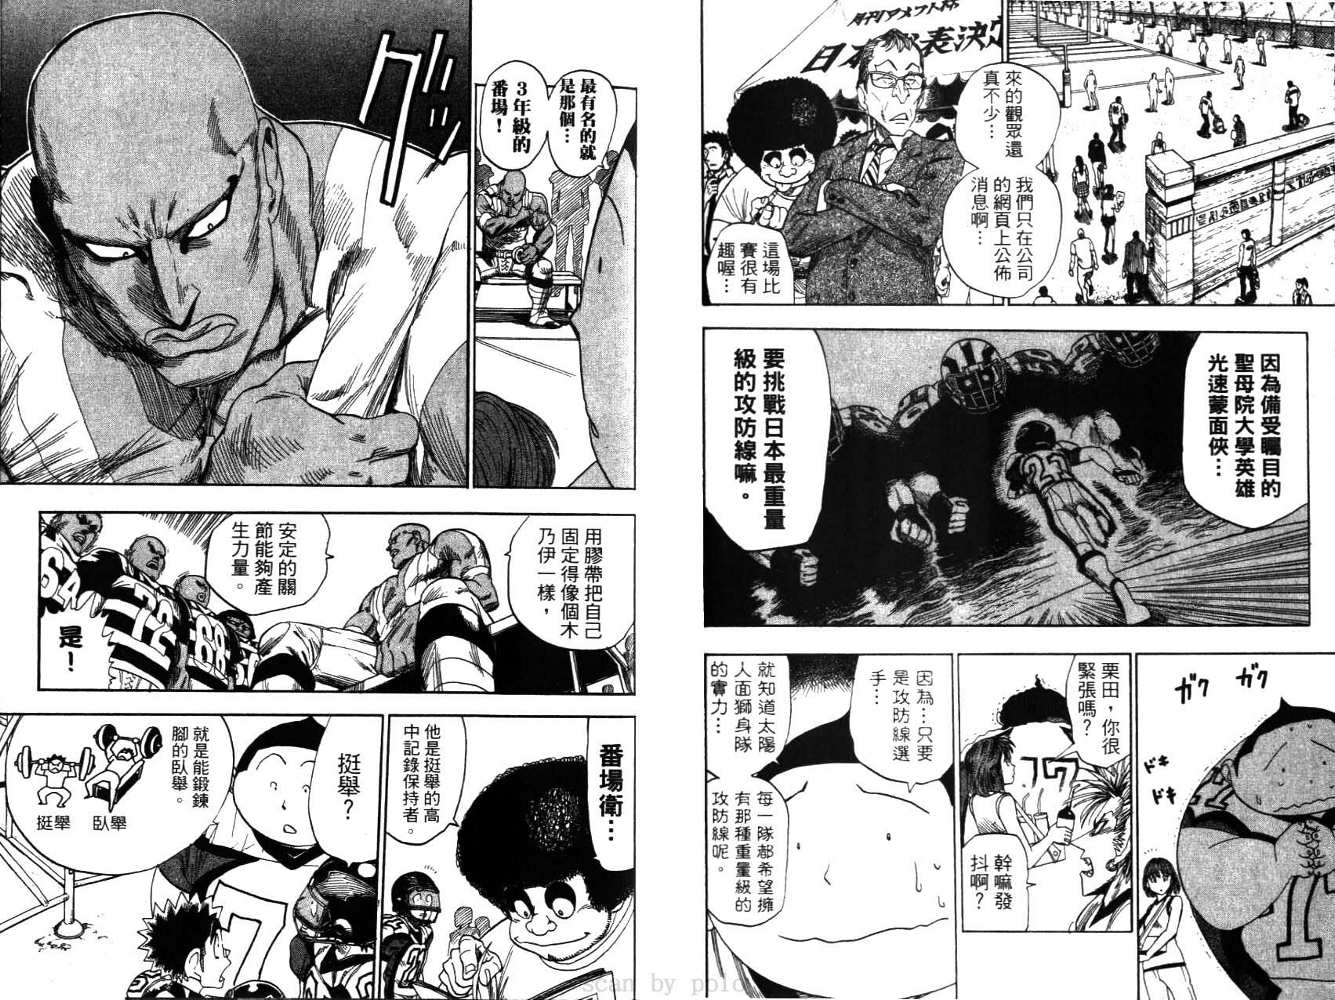 月刊アメフト杯
日本
表決定
來的觀眾還
真不少…
我們只在公司
的網頁上公佈
消息啊…
這場比
賽很有
趣喔…
因為備受矚目的
聖母院大學英雄
光速蒙面俠…
要挑戰日本最重量
級的攻防線嘛。
21
ガク
ガク
ドキ
ドキ
栗田，你很
緊張嗎？
幹嘛發
抖啊？
77
因為…只要
是攻防線選
手…
就知道太陽
人面獅身隊
的實力…
每一隊都希望擁
有那種重量級的
攻防線呢。
最有名的就
是那個…
3年級的
番場！
グッ
用膠帶把自己
固定得像個木
乃伊一樣，
安定的關
節能夠產
生力量。
72
68
是！
番場衛…
他是挺舉的高
中記錄保持者。
挺舉？
就是能鍛鍊
腳的臥舉。
挺舉
臥舉
scan by polo